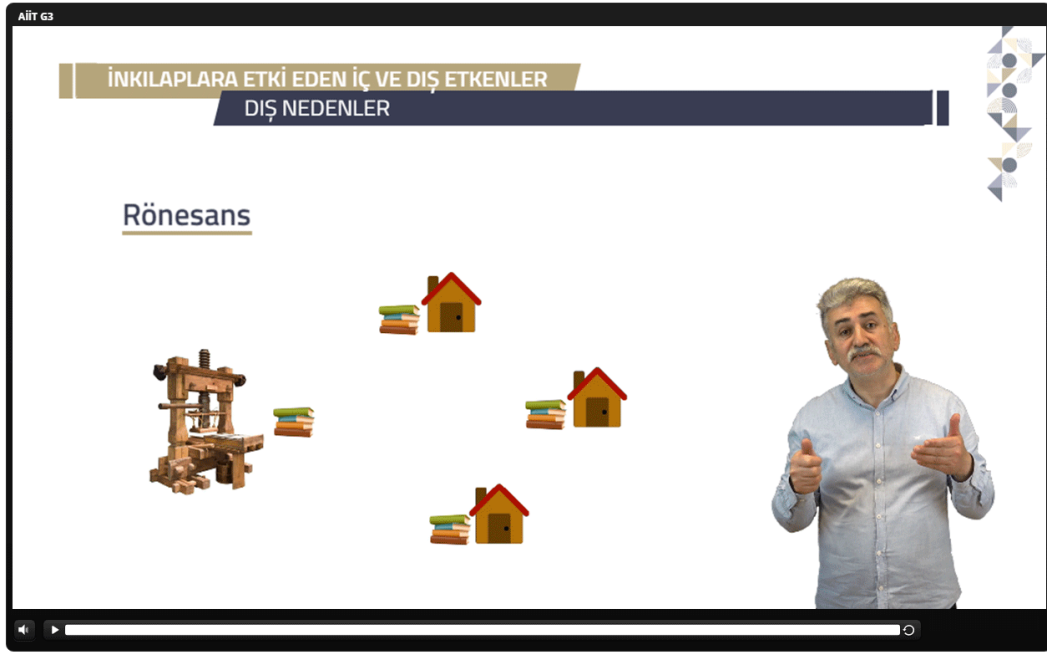 AİİT G3
İNKILAPLARA ETKİ EDEN İÇ VE DIŞ ETKENLER
DIŞ NEDENLER
Rönesans